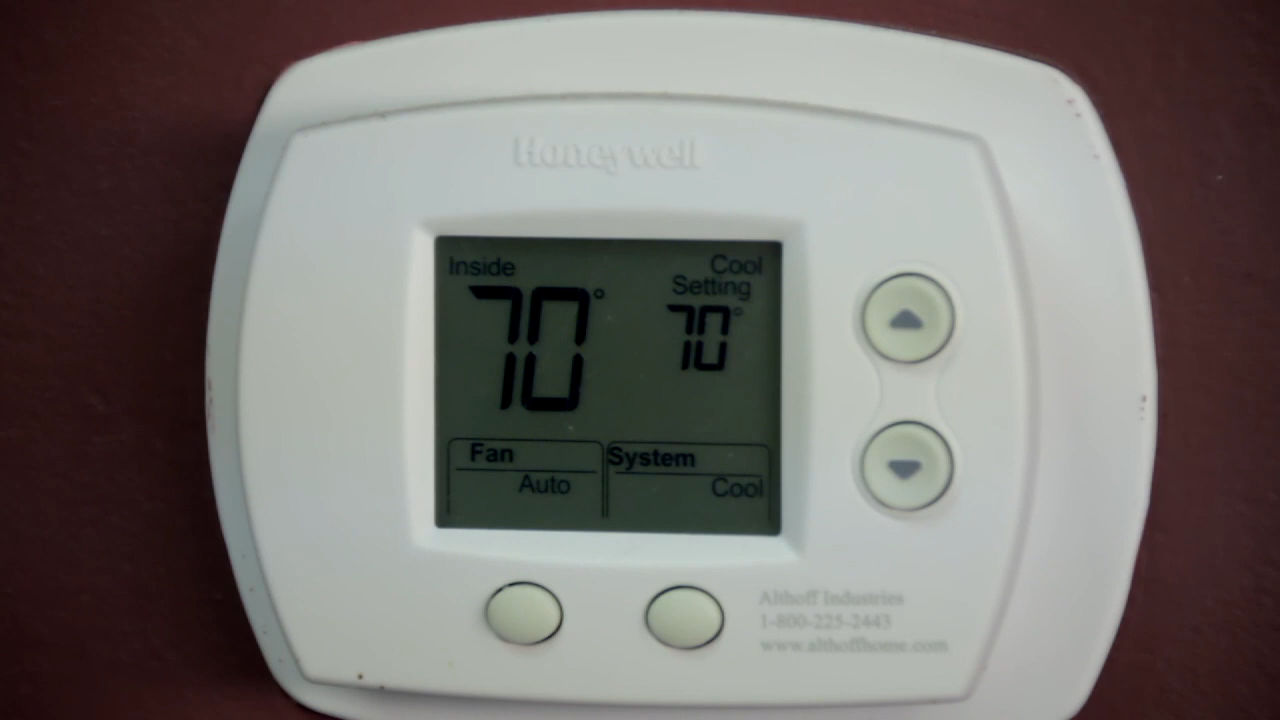 Honeywell
Inside
Cool
Setting
70°
70°
Fan
System
Auto
Cool
Althoff Industries
1-800-225-2443
www.althoffhome.com